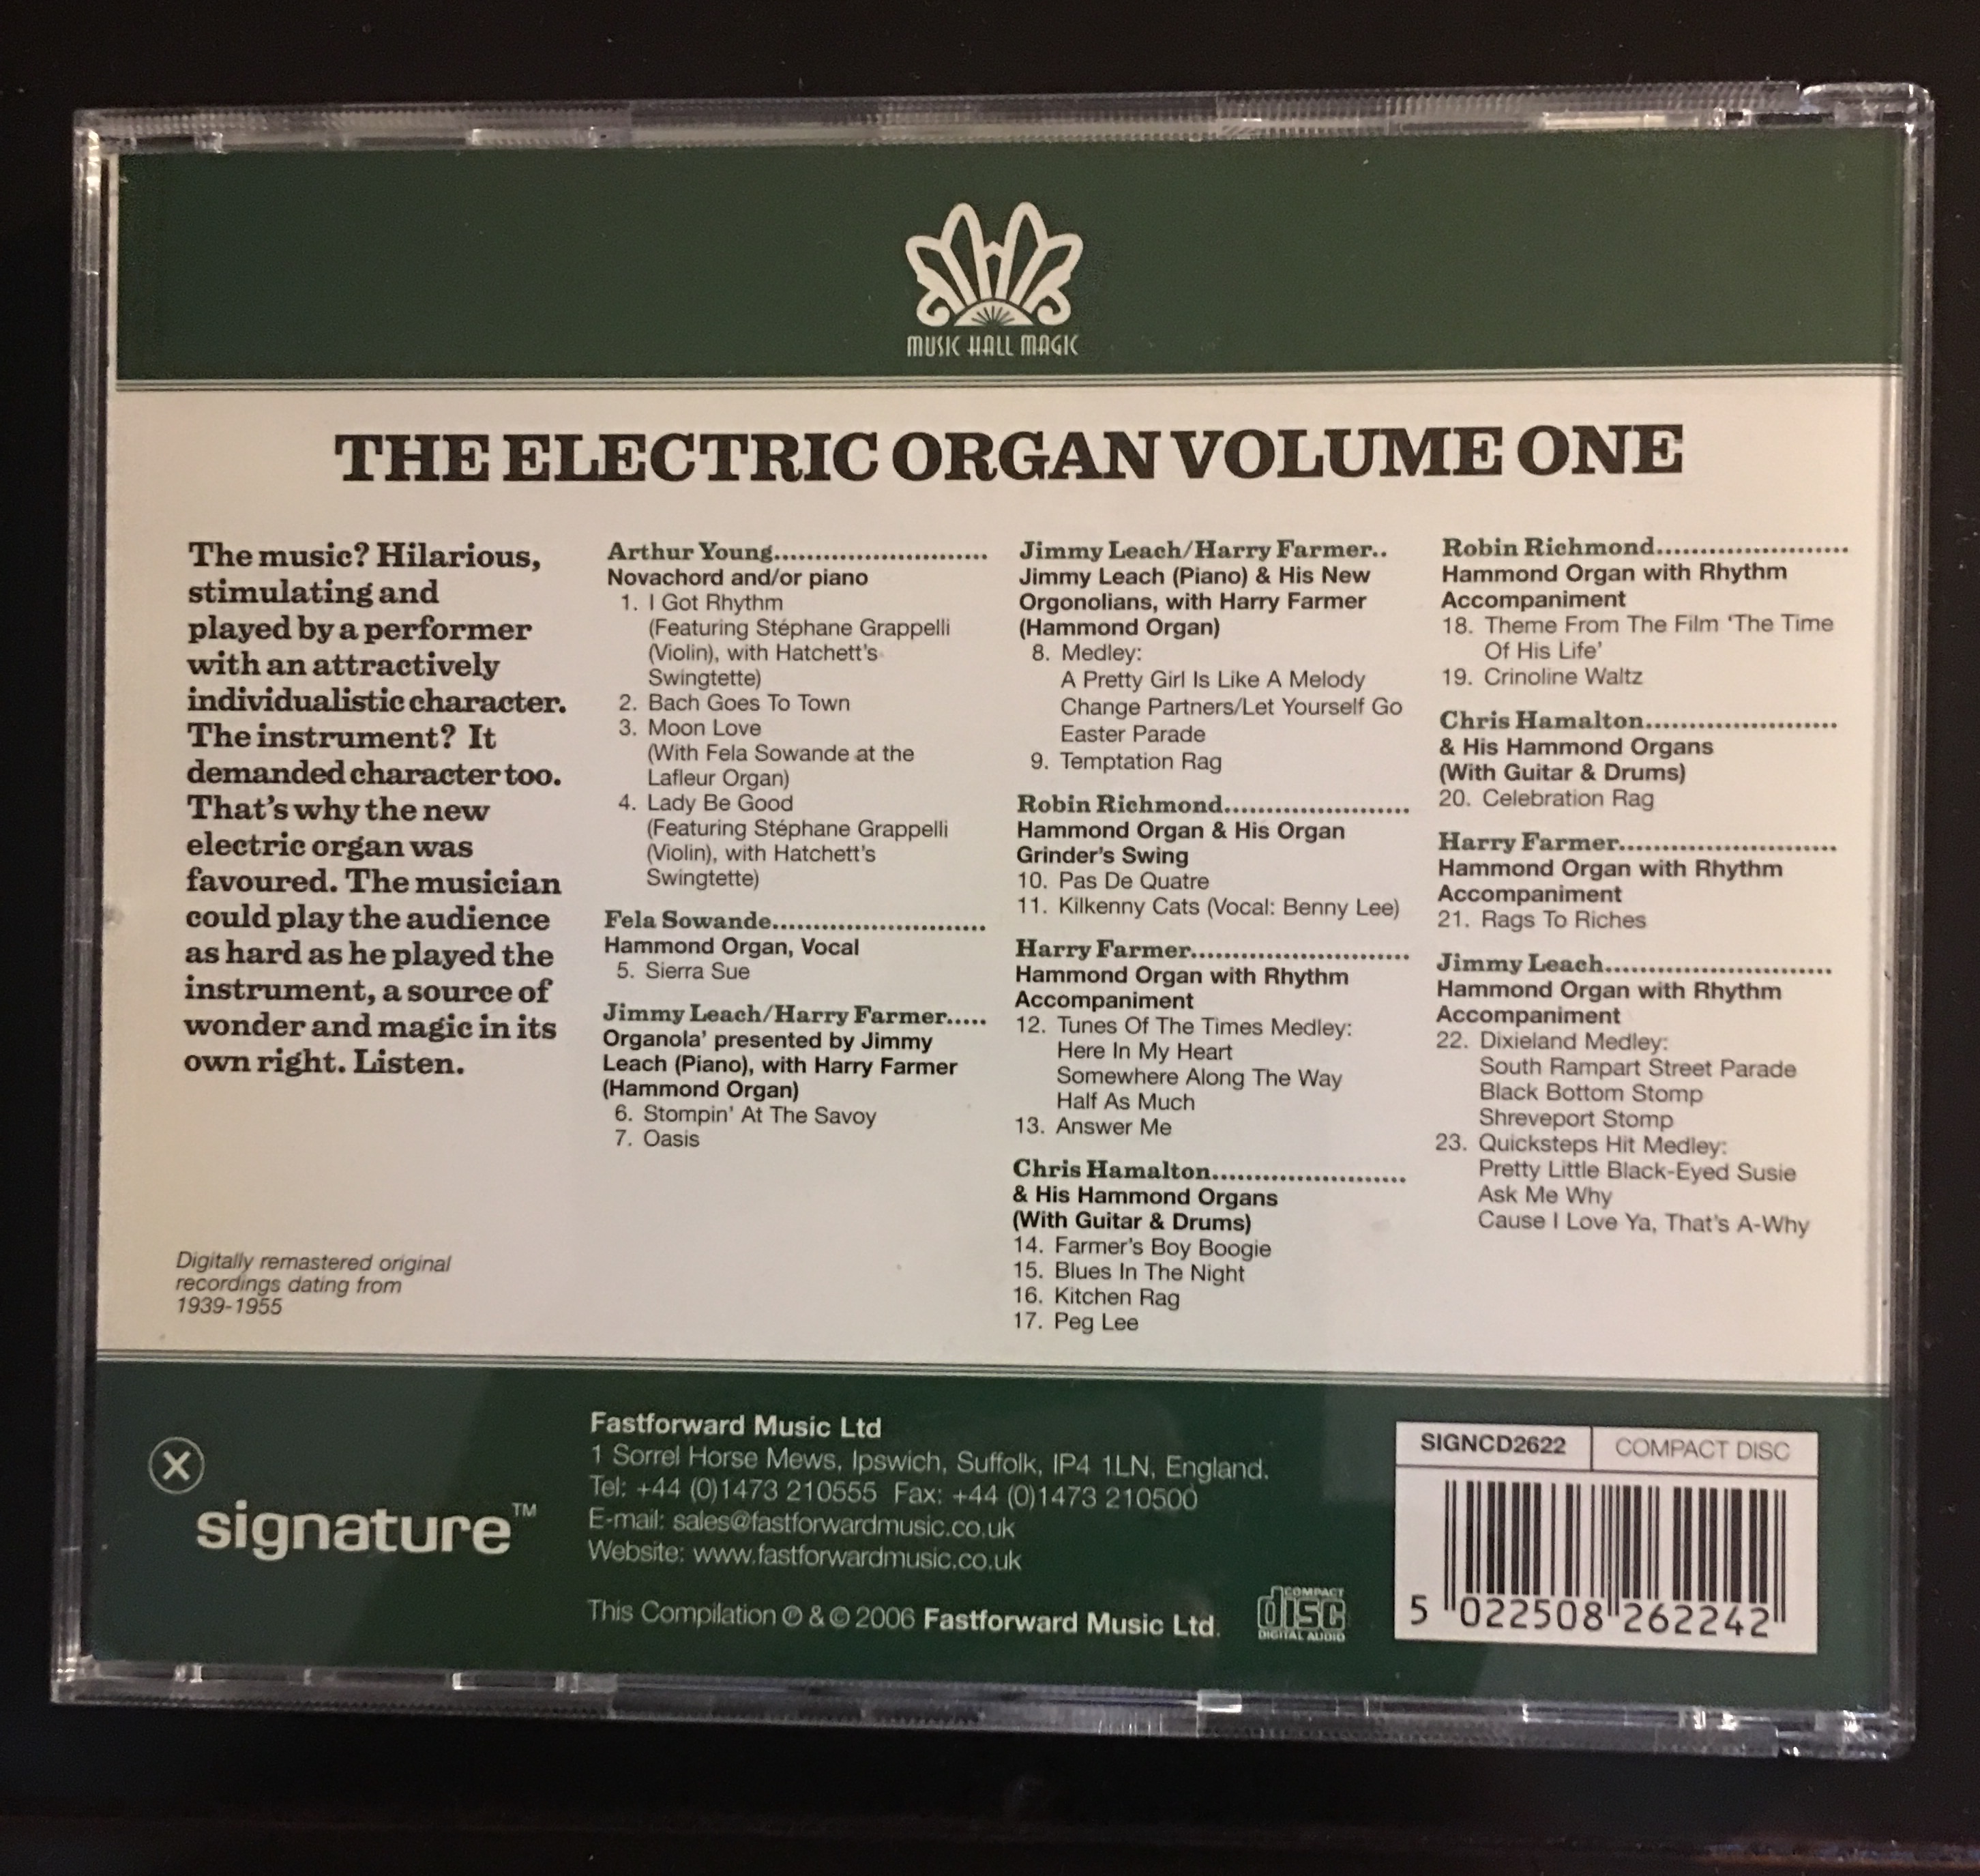 MUSIC HALL MAGIC
THE ELECTRIC ORGAN VOLUME ONE
The music? Hilarious,
stimulating and
played by a performer
with an attractively
individualistic character.
The instrument? It
demanded character too.
That's why the new
electric organ was
favoured. The musician
could play the audience
as hard as he played the
instrument, a source of
wonder and magic in its
own right. Listen.
Digitally remastered original
recordings dating from
1939-1955
Arthur Young..........................
Novachord and/or piano
1. I Got Rhythm
(Featuring Stéphane Grappelli
(Violin), with Hatchett's
Swingtette)
2. Bach Goes To Town
3. Moon Love
(With Fela Sowande at the
Lafleur Organ)
4. Lady Be Good
(Featuring Stéphane Grappelli
(Violin), with Hatchett's
Swingtette)
Fela Sowande..........................
Hammond Organ, Vocal
5. Sierra Sue
Jimmy Leach/Harry Farmer.....
Organola' presented by Jimmy
Leach (Piano), with Harry Farmer
(Hammond Organ)
6. Stompin' At The Savoy
7. Oasis
Jimmy Leach/Harry Farmer..
Jimmy Leach (Piano) & His New
Orgonolians, with Harry Farmer
(Hammond Organ)
8. Medley:
A Pretty Girl Is Like A Melody
Change Partners/Let Yourself Go
Easter Parade
9. Temptation Rag
Robin Richmond.......................
Hammond Organ & His Organ
Grinder's Swing
10. Pas De Quatre
11. Kilkenny Cats (Vocal: Benny Lee)
Harry Farmer...........................
Hammond Organ with Rhythm
Accompaniment
12. Tunes Of The Times Medley:
Here In My Heart
Somewhere Along The Way
Half As Much
13. Answer Me
Chris Hamalton........................
& His Hammond Organs
(With Guitar & Drums)
14. Farmer's Boy Boogie
15. Blues In The Night
16. Kitchen Rag
17. Peg Lee
Robin Richmond.......................
Hammond Organ with Rhythm
Accompaniment
18. Theme From The Film 'The Time
Of His Life'
19. Crinoline Waltz
Chris Hamalton........................
& His Hammond Organs
(With Guitar & Drums)
20. Celebration Rag
Harry Farmer...........................
Hammond Organ with Rhythm
Accompaniment
21. Rags To Riches
Jimmy Leach............................
Hammond Organ with Rhythm
Accompaniment
22. Dixieland Medley:
South Rampart Street Parade
Black Bottom Stomp
Shreveport Stomp
23. Quicksteps Hit Medley:
Pretty Little Black-Eyed Susie
Ask Me Why
Cause I Love Ya, That's A-Why
signature™
Fastforward Music Ltd
1 Sorrel Horse Mews, Ipswich, Suffolk, IP4 1LN, England.
Tel: +44 (0)1473 210555 Fax: +44 (0)1473 210500
E-mail: sales@fastforwardmusic.co.uk
Website: www.fastforwardmusic.co.uk
This Compilation ℗ & © 2006 Fastforward Music Ltd.
COMPACT
disc
DIGITAL AUDIO
SIGNCD2622 COMPACT DISC
5 022508 262242